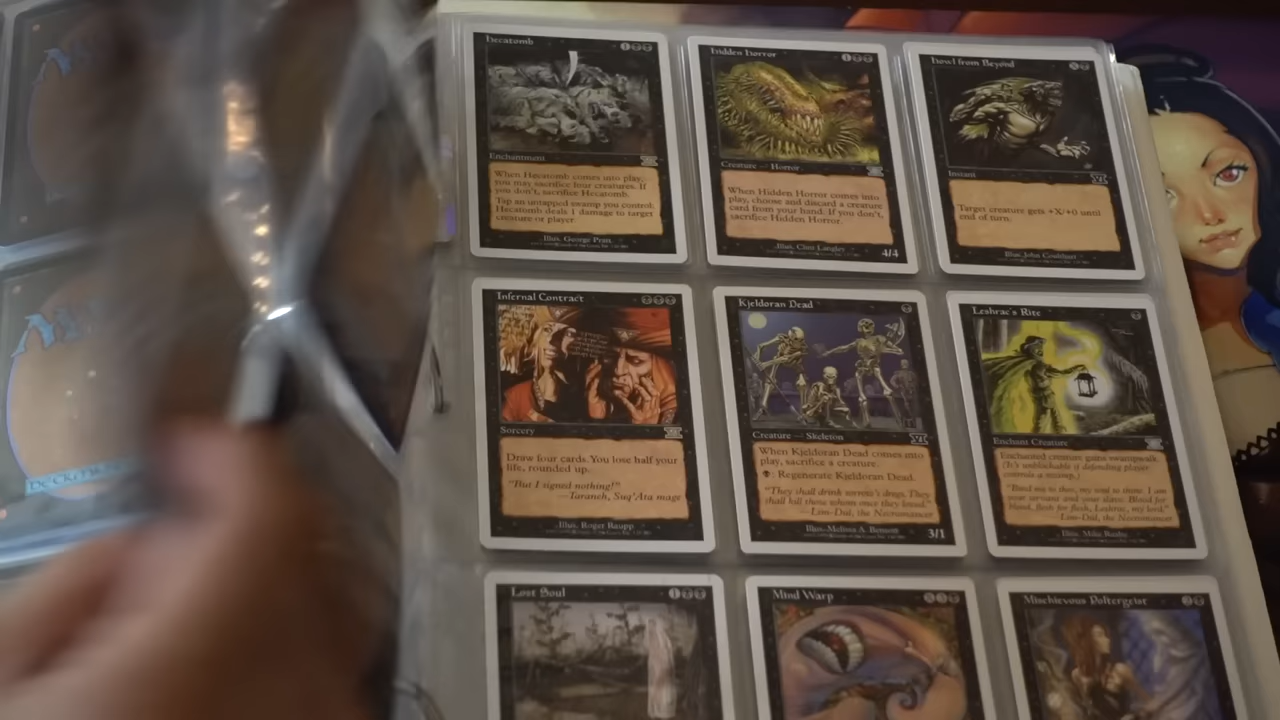 Hecatomb 1
Enchantment
When Hecatomb comes into play,
you may sacrifice four creatures. If
you don't, sacrifice Hecatomb.
Tap an untapped swamp you control:
Hecatomb deals 1 damage to target
creature or player.
Illus. George Pratt
Hidden Horror 1
Creature — Horror
When Hidden Horror comes into
play, choose and discard a creature
card from your hand. If you don't,
sacrifice Hidden Horror.
Illus. Clint Langley
4/4
Howl from Beyond X
Instant
Target creature gets +X/+0 until
end of turn.
Illus. John Coulthart
Infernal Contract
Sorcery
Draw four cards. You lose half your
life, rounded up.
"But I signed nothing!"
—Taraneh, Suq'Ata mage
Illus. Roger Raupp
Kjeldoran Dead
Creature — Skeleton
When Kjeldoran Dead comes into
play, sacrifice a creature.
: Regenerate Kjeldoran Dead.
"They shall drink sorrow's dregs. They
shall kill those whom once they loved."
—Lim-Dûl, the Necromancer
Illus. Melissa A. Benson
3/1
Leshrac's Rite
Enchant Creature
Enchanted creature gains swampwalk.
(It's unblockable if defending player
controls a swamp.)
"Bind me to thee, my soul to thine. I am
your servant and your slave. Blood for
blood, flesh for flesh, Leshrac, my lord."
—Lim-Dûl, the Necromancer
Illus. Mike Raabe
Lost Soul 1
Mind Warp X 3
Mischievous Poltergeist 2